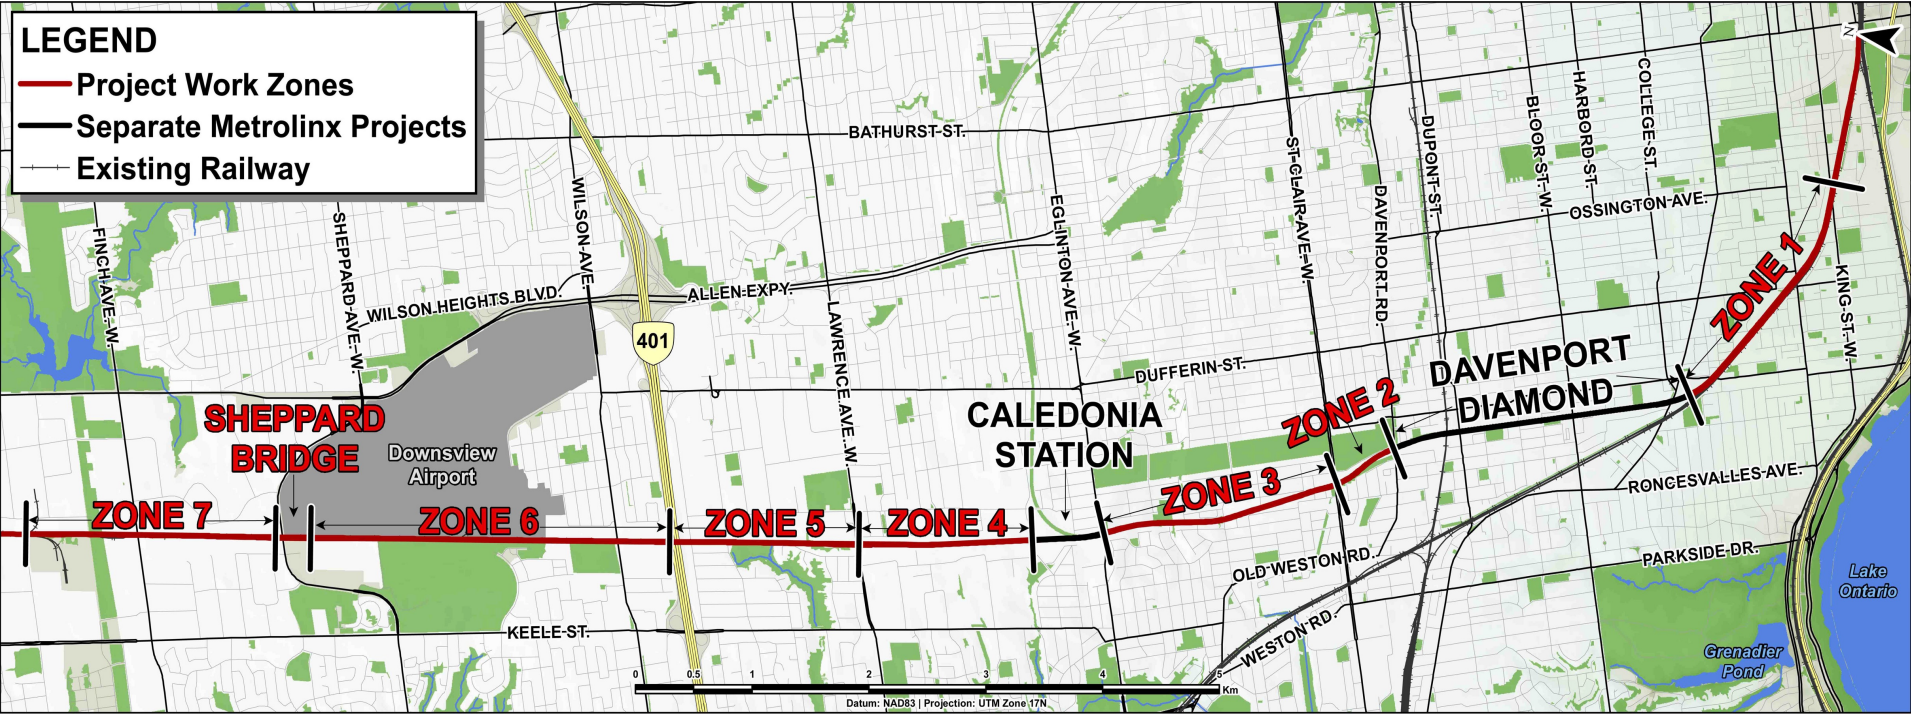 LEGEND
Project Work Zones
Separate Metrolinx Projects
Existing Railway
N
BATHURST ST.
WILSON AVE.
SHEPPARD AVE. W.
FINCH AVE. W.
WILSON HEIGHTS BLVD.
ALLEN EXPY.
401
LAWRENCE AVE. W.
EGLINTON AVE. W.
ST CLAIR AVE. W.
DAVENPORT RD.
DUPONT ST.
BLOOR ST. W.
HARBORD ST.
COLLEGE ST.
OSSINGTON AVE.
KING ST. W.
ZONE 1
DUFFERIN ST.
DAVENPORT
DIAMOND
ZONE 2
CALEDONIA
STATION
ZONE 3
SHEPPARD
BRIDGE
Downsview
Airport
ZONE 7
ZONE 6
ZONE 5
ZONE 4
RONCESVALLES AVE.
OLD WESTON RD.
PARKSIDE DR.
WESTON RD.
KEELE ST.
Lake
Ontario
Grenadier
Pond
0 0.5 1 2 3 4 5
Km
Datum: NAD83 | Projection: UTM Zone 17N